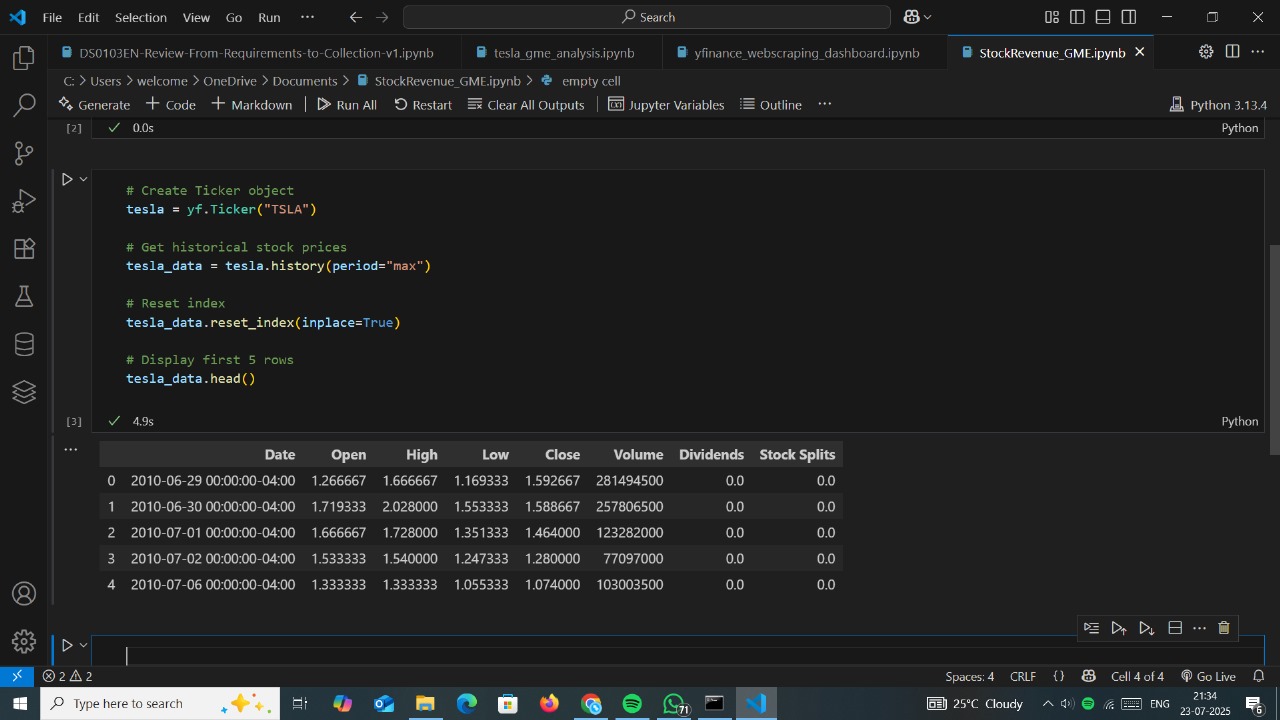 File Edit Selection View Go Run ··· Search
DS0103EN-Review-From-Requirements-to-Collection-v1.ipynb tesla_gme_analysis.ipynb yfinance_webscraping_dashboard.ipynb StockRevenue_GME.ipynb
C: > Users > welcome > OneDrive > Documents > StockRevenue_GME.ipynb > empty cell
Generate + Code + Markdown Run All Restart Clear All Outputs Jupyter Variables Outline ··· Python 3.13.4
[2] 0.0s Python
# Create Ticker object
tesla = yf.Ticker("TSLA")
# Get historical stock prices
tesla_data = tesla.history(period="max")
# Reset index
tesla_data.reset_index(inplace=True)
# Display first 5 rows
tesla_data.head()
[3] 4.9s Python
Date Open High Low Close Volume Dividends Stock Splits
0 2010-06-29 00:00:00-04:00 1.266667 1.666667 1.169333 1.592667 281494500 0.0 0.0
1 2010-06-30 00:00:00-04:00 1.719333 2.028000 1.553333 1.588667 257806500 0.0 0.0
2 2010-07-01 00:00:00-04:00 1.666667 1.728000 1.351333 1.464000 123282000 0.0 0.0
3 2010-07-02 00:00:00-04:00 1.533333 1.540000 1.247333 1.280000 77097000 0.0 0.0
4 2010-07-06 00:00:00-04:00 1.333333 1.333333 1.055333 1.074000 103003500 0.0 0.0
2 2 Spaces: 4 CRLF {} Cell 4 of 4 Go Live
Type here to search 71 25°C Cloudy ENG 21:34 23-07-2025 6